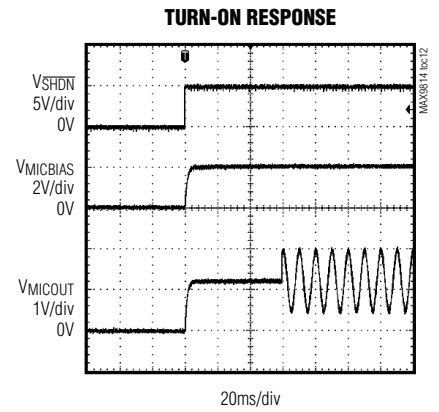 TURN-ON RESPONSE
VSHDN
5V/div
0V
VMICBIAS
2V/div
0V
VMICOUT
1V/div
0V
20ms/div
MAX9814 toc12
T